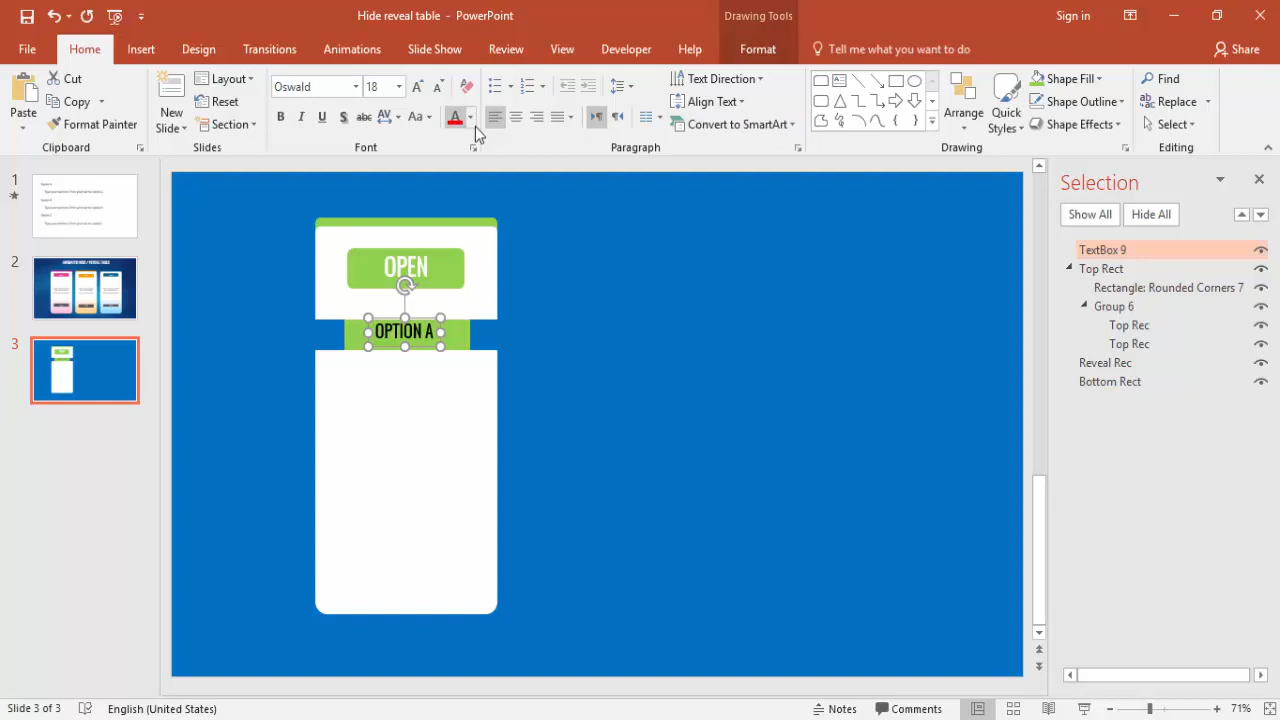 Hide reveal table - PowerPoint
Drawing Tools
Sign in
File
Home
Insert
Design
Transitions
Animations
Slide Show
Review
View
Developer
Help
Format
Tell me what you want to do
Share
Paste
Cut
Copy
Format Painter
Clipboard
New
Slide
Layout
Reset
Section
Slides
Oswald
18
Font
Text Direction
Align Text
Convert to SmartArt
Paragraph
Arrange
Quick
Styles
Shape Fill
Shape Outline
Shape Effects
Drawing
Find
Replace
Select
Editing
1
2
3
OPEN
OPTION A
Selection
Show All
Hide All
TextBox 9
Top Rect
Rectangle: Rounded Corners 7
Group 6
Top Rec
Top Rec
Reveal Rec
Bottom Rect
Slide 3 of 3
English (United States)
Notes
Comments
71%